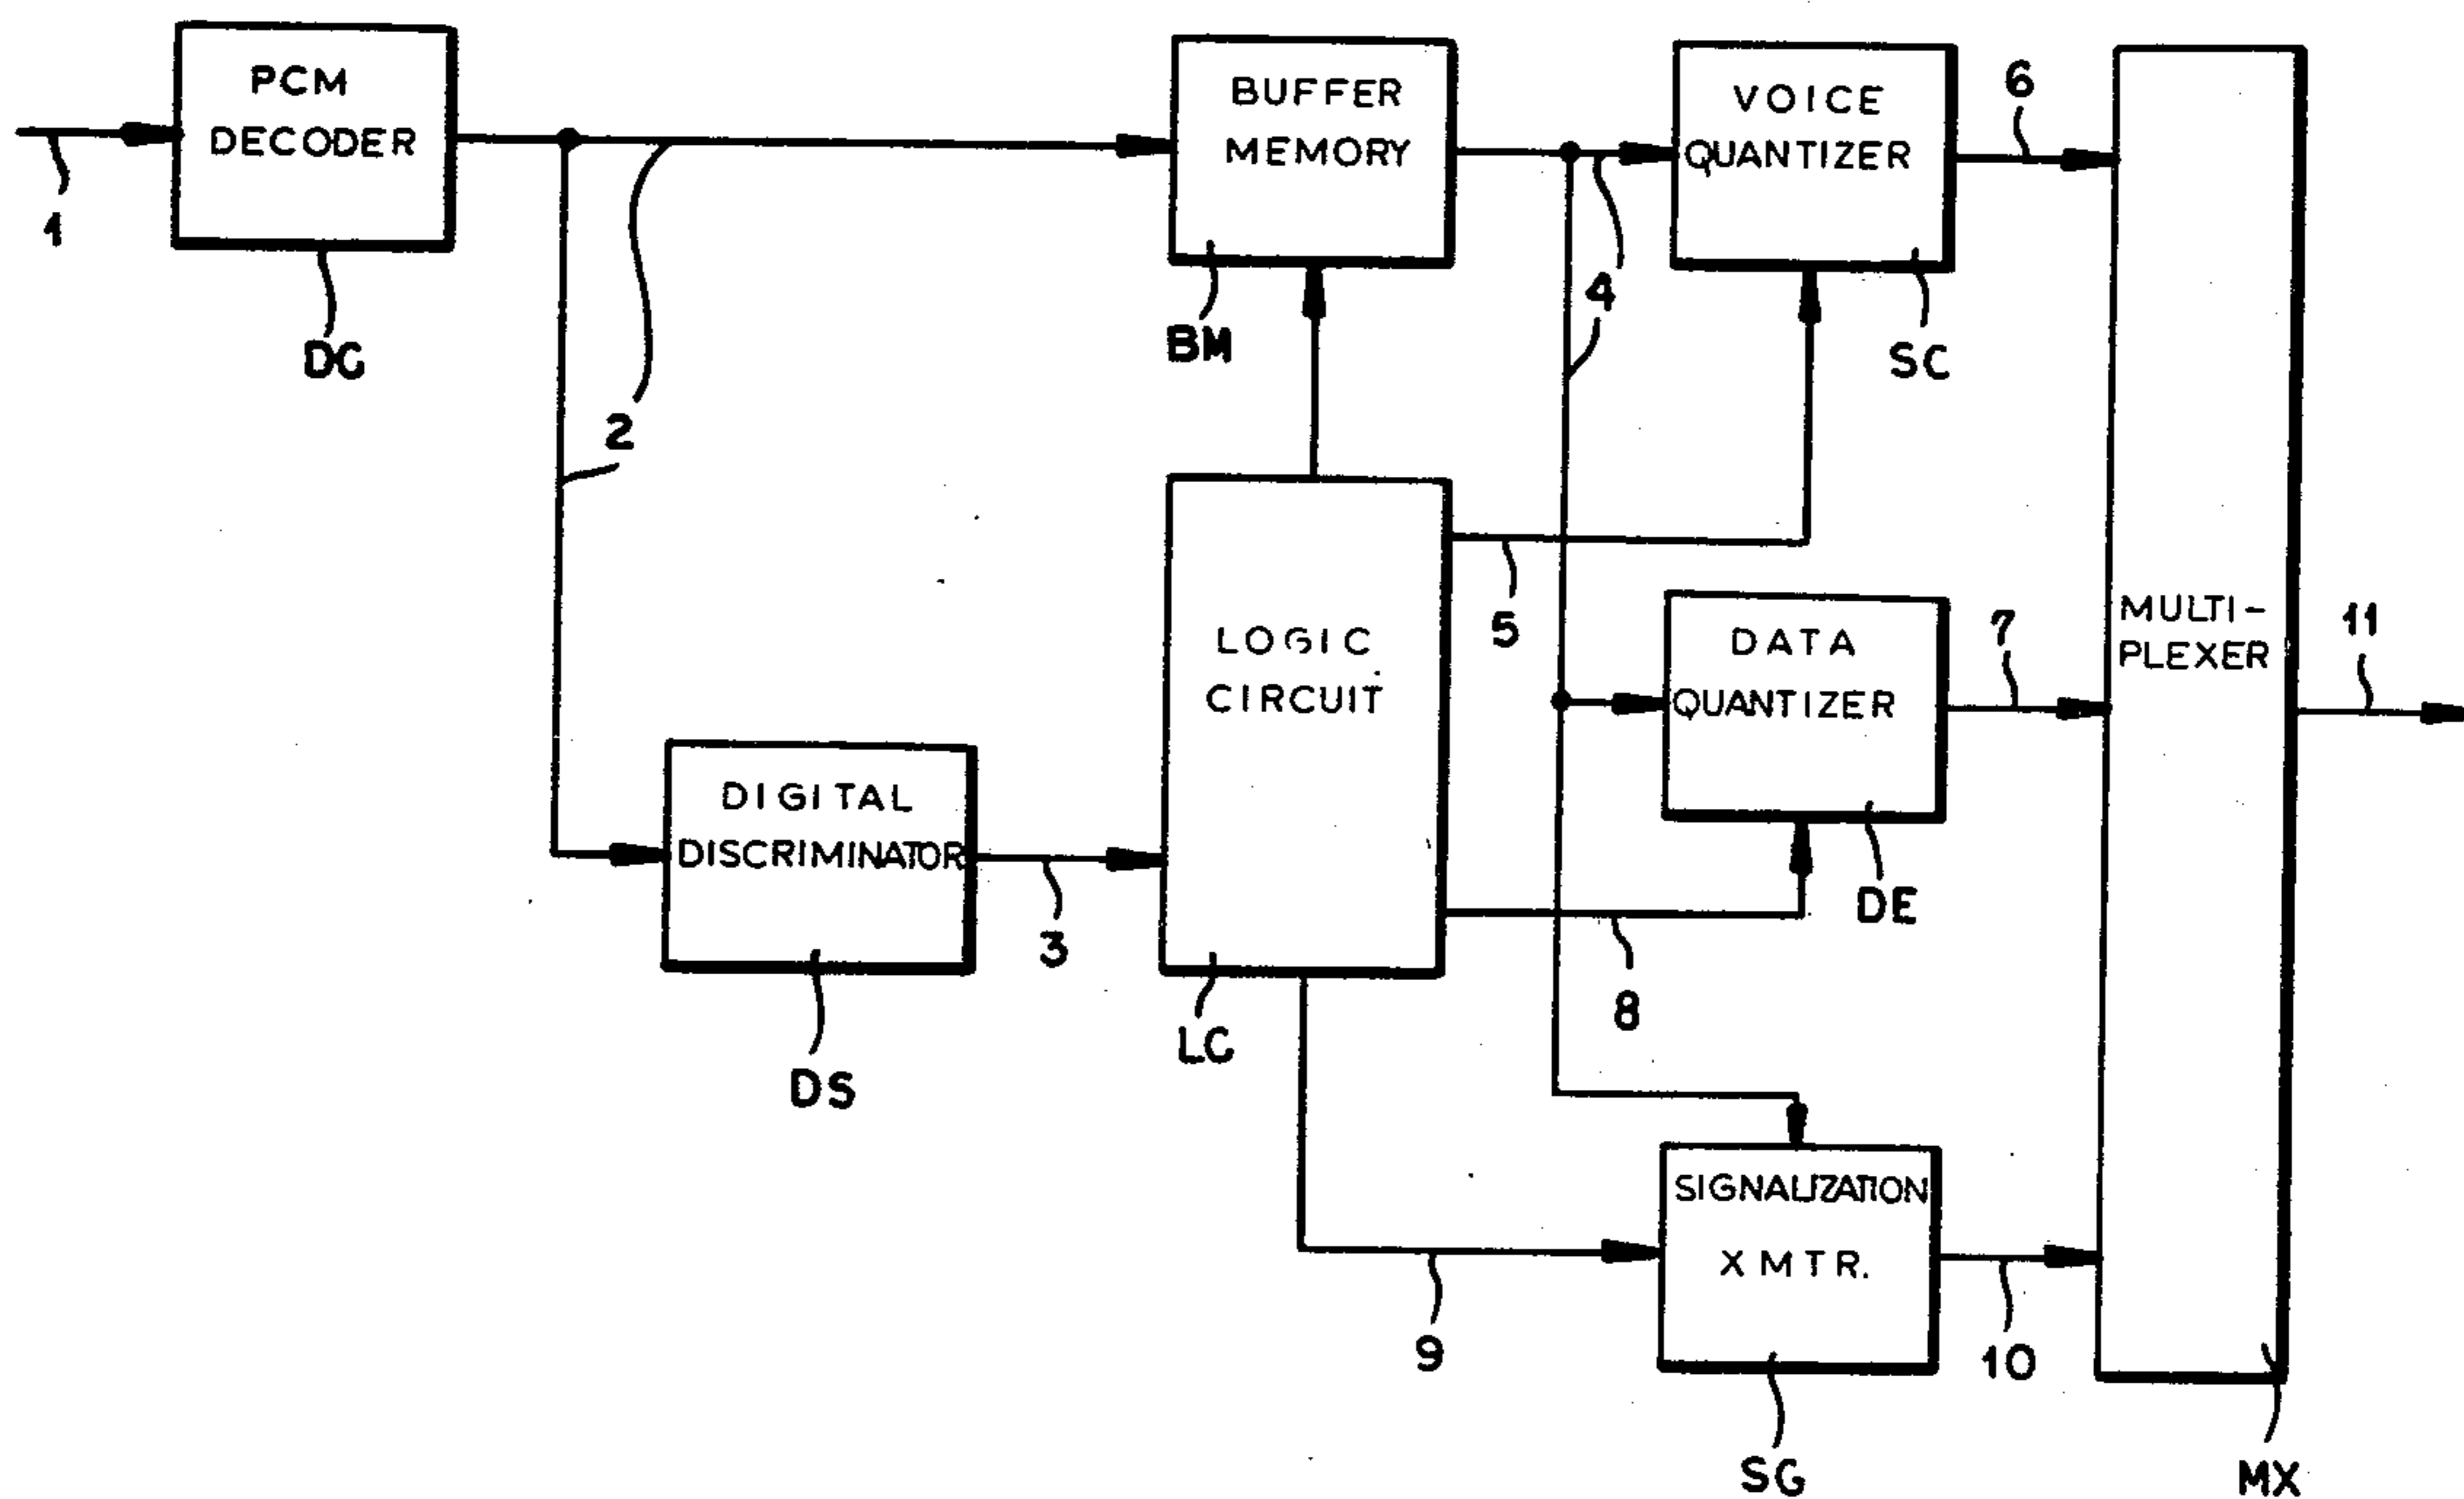 PCM
DECODER
1
DC
2
BUFFER
MEMORY
BM
VOICE
QUANTIZER
4
SC
6
LOGIC
CIRCUIT
LC
5
DATA
QUANTIZER
DE
7
8
MULTI-
PLEXER
11
DIGITAL
DISCRIMINATOR
DS
3
9
SIGNALIZATION
XMTR.
SG
10
MX